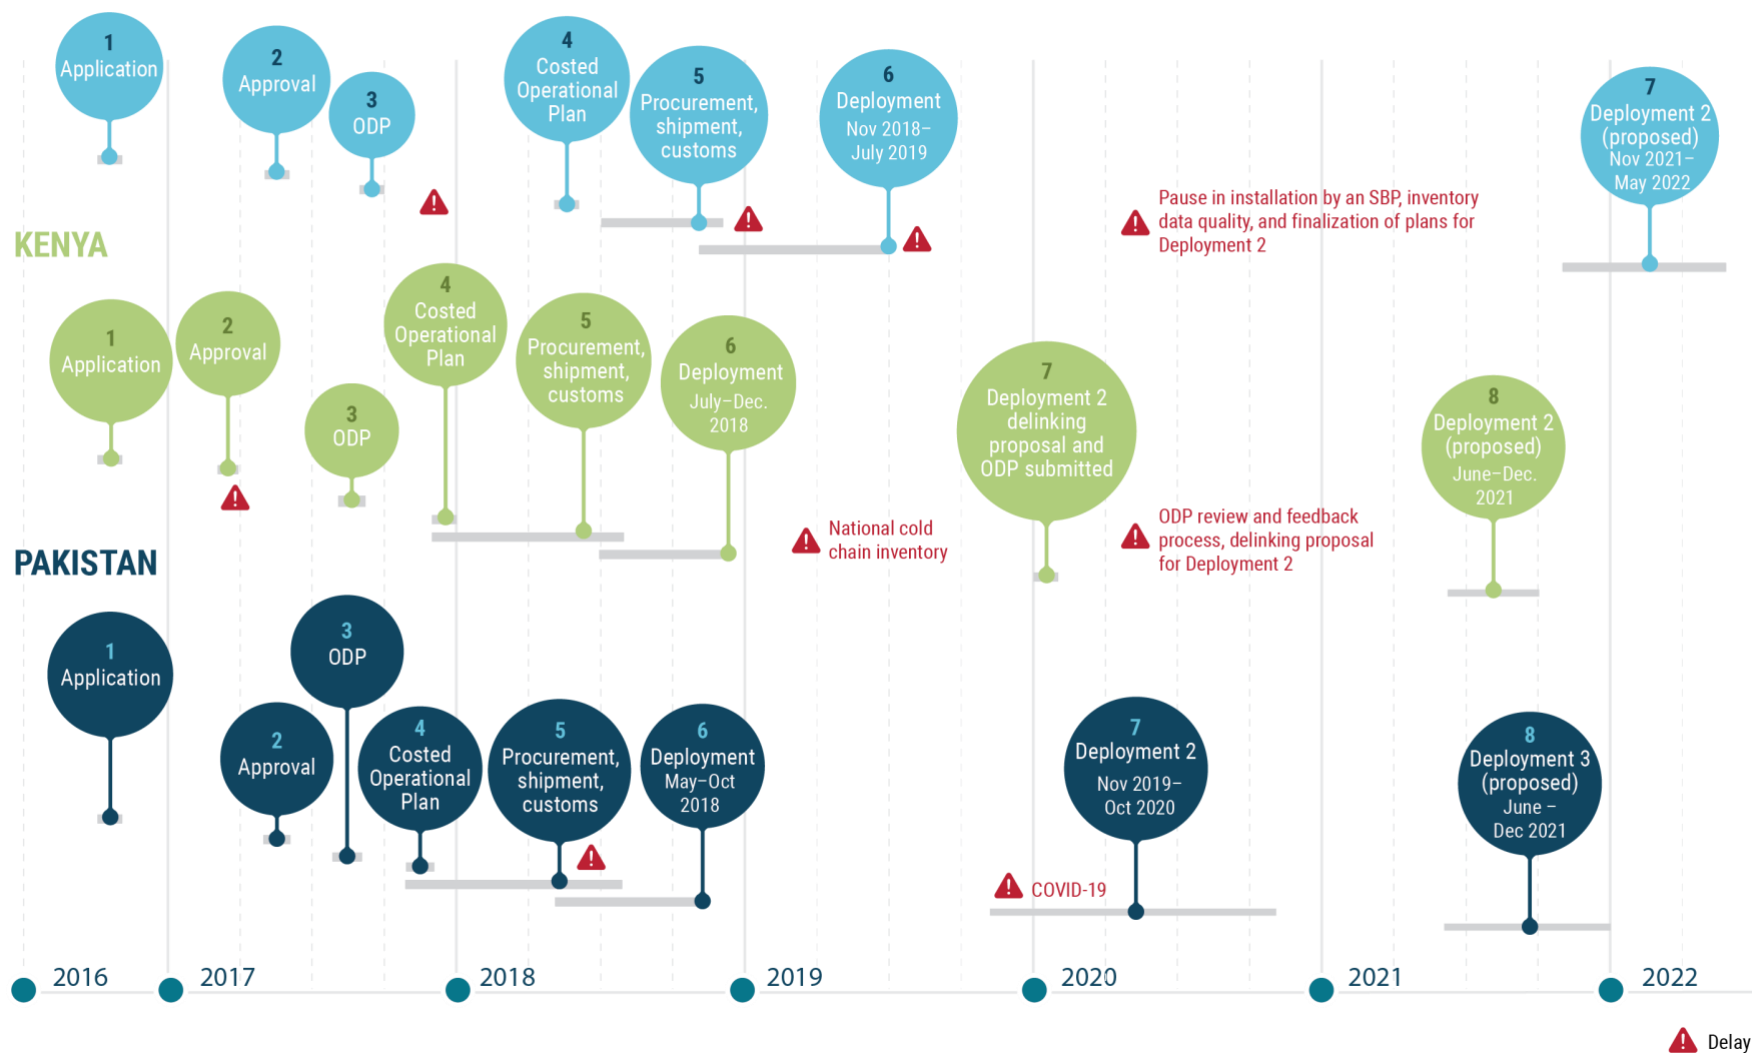 1
Application
2
Approval
3
ODP
4
Costed
Operational
Plan
5
Procurement,
shipment,
customs
6
Deployment
Nov 2018–
July 2019
Pause in installation by an SBP, inventory
data quality, and finalization of plans for
Deployment 2
7
Deployment 2
(proposed)
Nov 2021–
May 2022
KENYA
1
Application
2
Approval
3
ODP
4
Costed
Operational
Plan
5
Procurement,
shipment,
customs
6
Deployment
July–Dec.
2018
National cold
chain inventory
7
Deployment 2
delinking
proposal and
ODP submitted
ODP review and feedback
process, delinking proposal
for Deployment 2
8
Deployment 2
(proposed)
June–Dec.
2021
PAKISTAN
1
Application
2
Approval
3
ODP
4
Costed
Operational
Plan
5
Procurement,
shipment,
customs
6
Deployment
May–Oct
2018
COVID-19
7
Deployment 2
Nov 2019–
Oct 2020
8
Deployment 3
(proposed)
June –
Dec 2021
2016
2017
2018
2019
2020
2021
2022
Delay